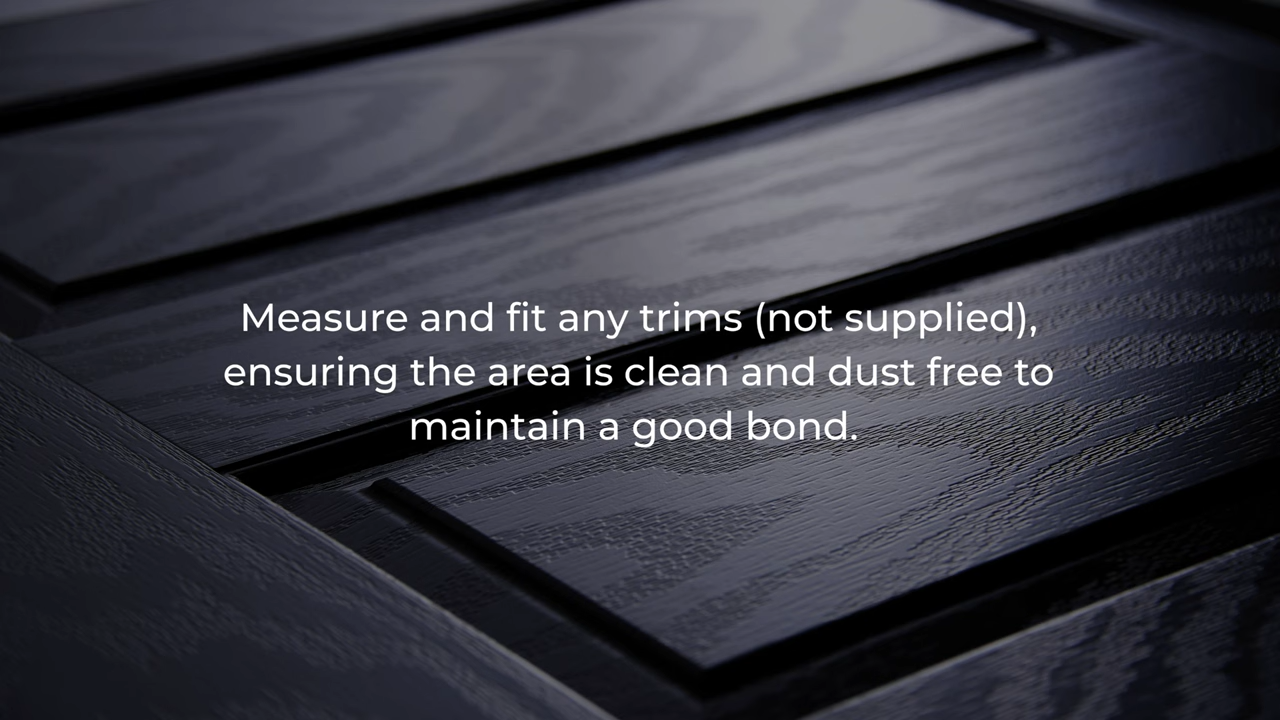 Measure and fit any trims (not supplied),
ensuring the area is clean and dust free to
maintain a good bond.